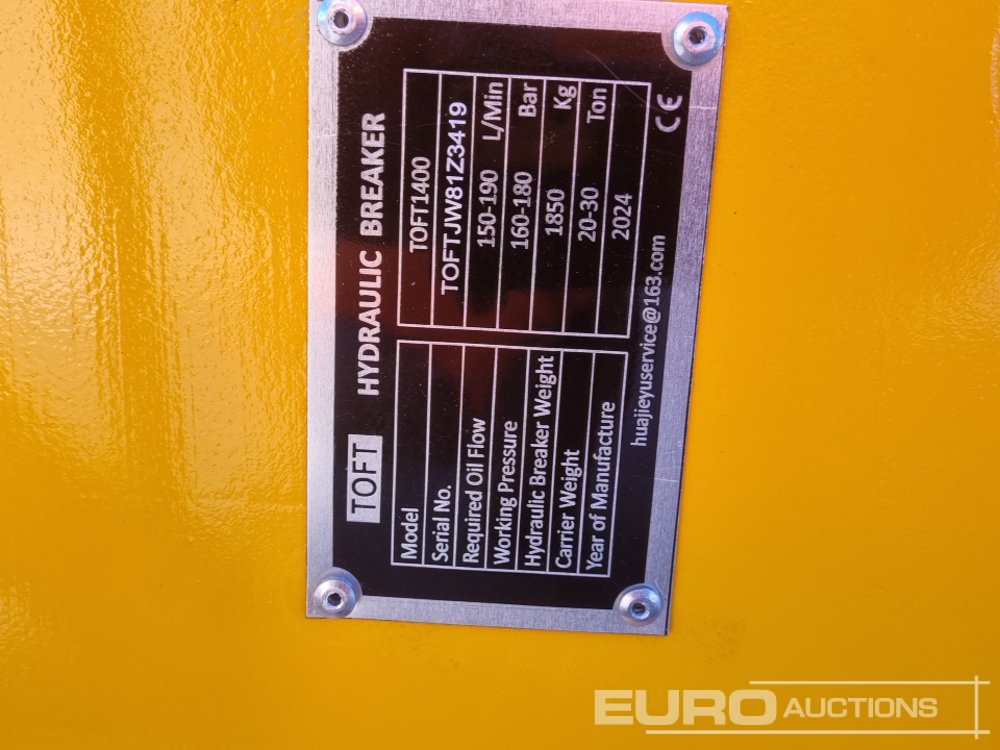 TOFT HYDRAULIC BREAKER
Model TOFT1400
Serial No. TOFTJW81Z3419
Required Oil Flow 150-190 L/Min
Working Pressure 160-180 Bar
Hydraulic Breaker Weight 1850 Kg
Carrier Weight 20-30 Ton
Year of Manufacture 2024
huajieyuservice@163.com CE
EURO AUCTIONS